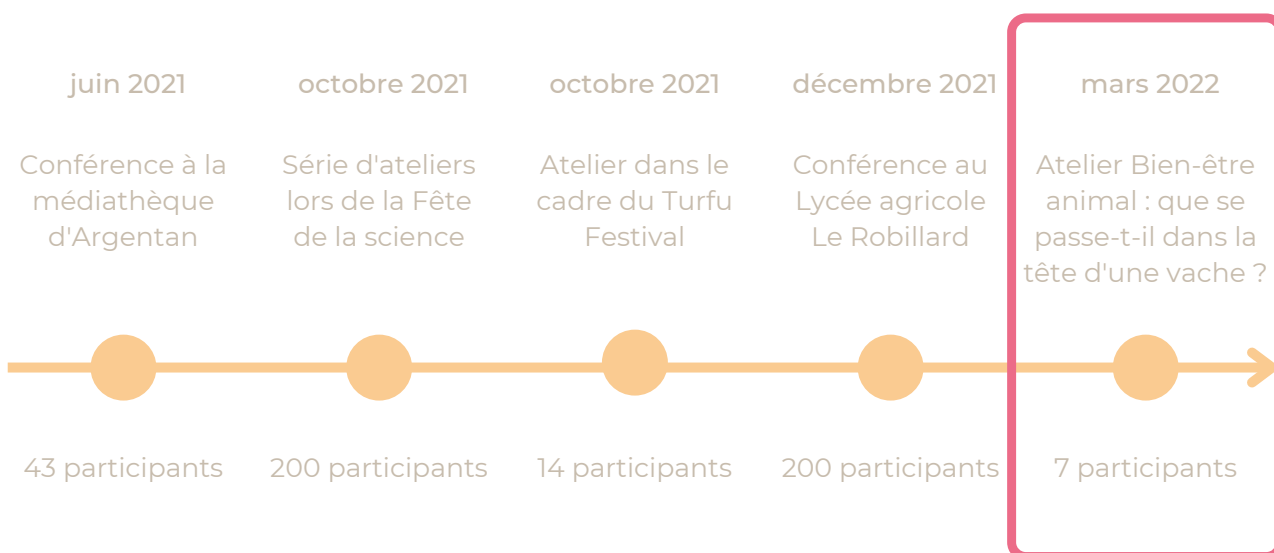 juin 2021
Conférence à la
médiathèque
d'Argentan
43 participants
octobre 2021
Série d'ateliers
lors de la Fête
de la science
200 participants
octobre 2021
Atelier dans le
cadre du Turfu
Festival
14 participants
décembre 2021
Conférence au
Lycée agricole
Le Robillard
200 participants
mars 2022
Atelier Bien-être
animal : que se
passe-t-il dans la
tête d'une vache ?
7 participants